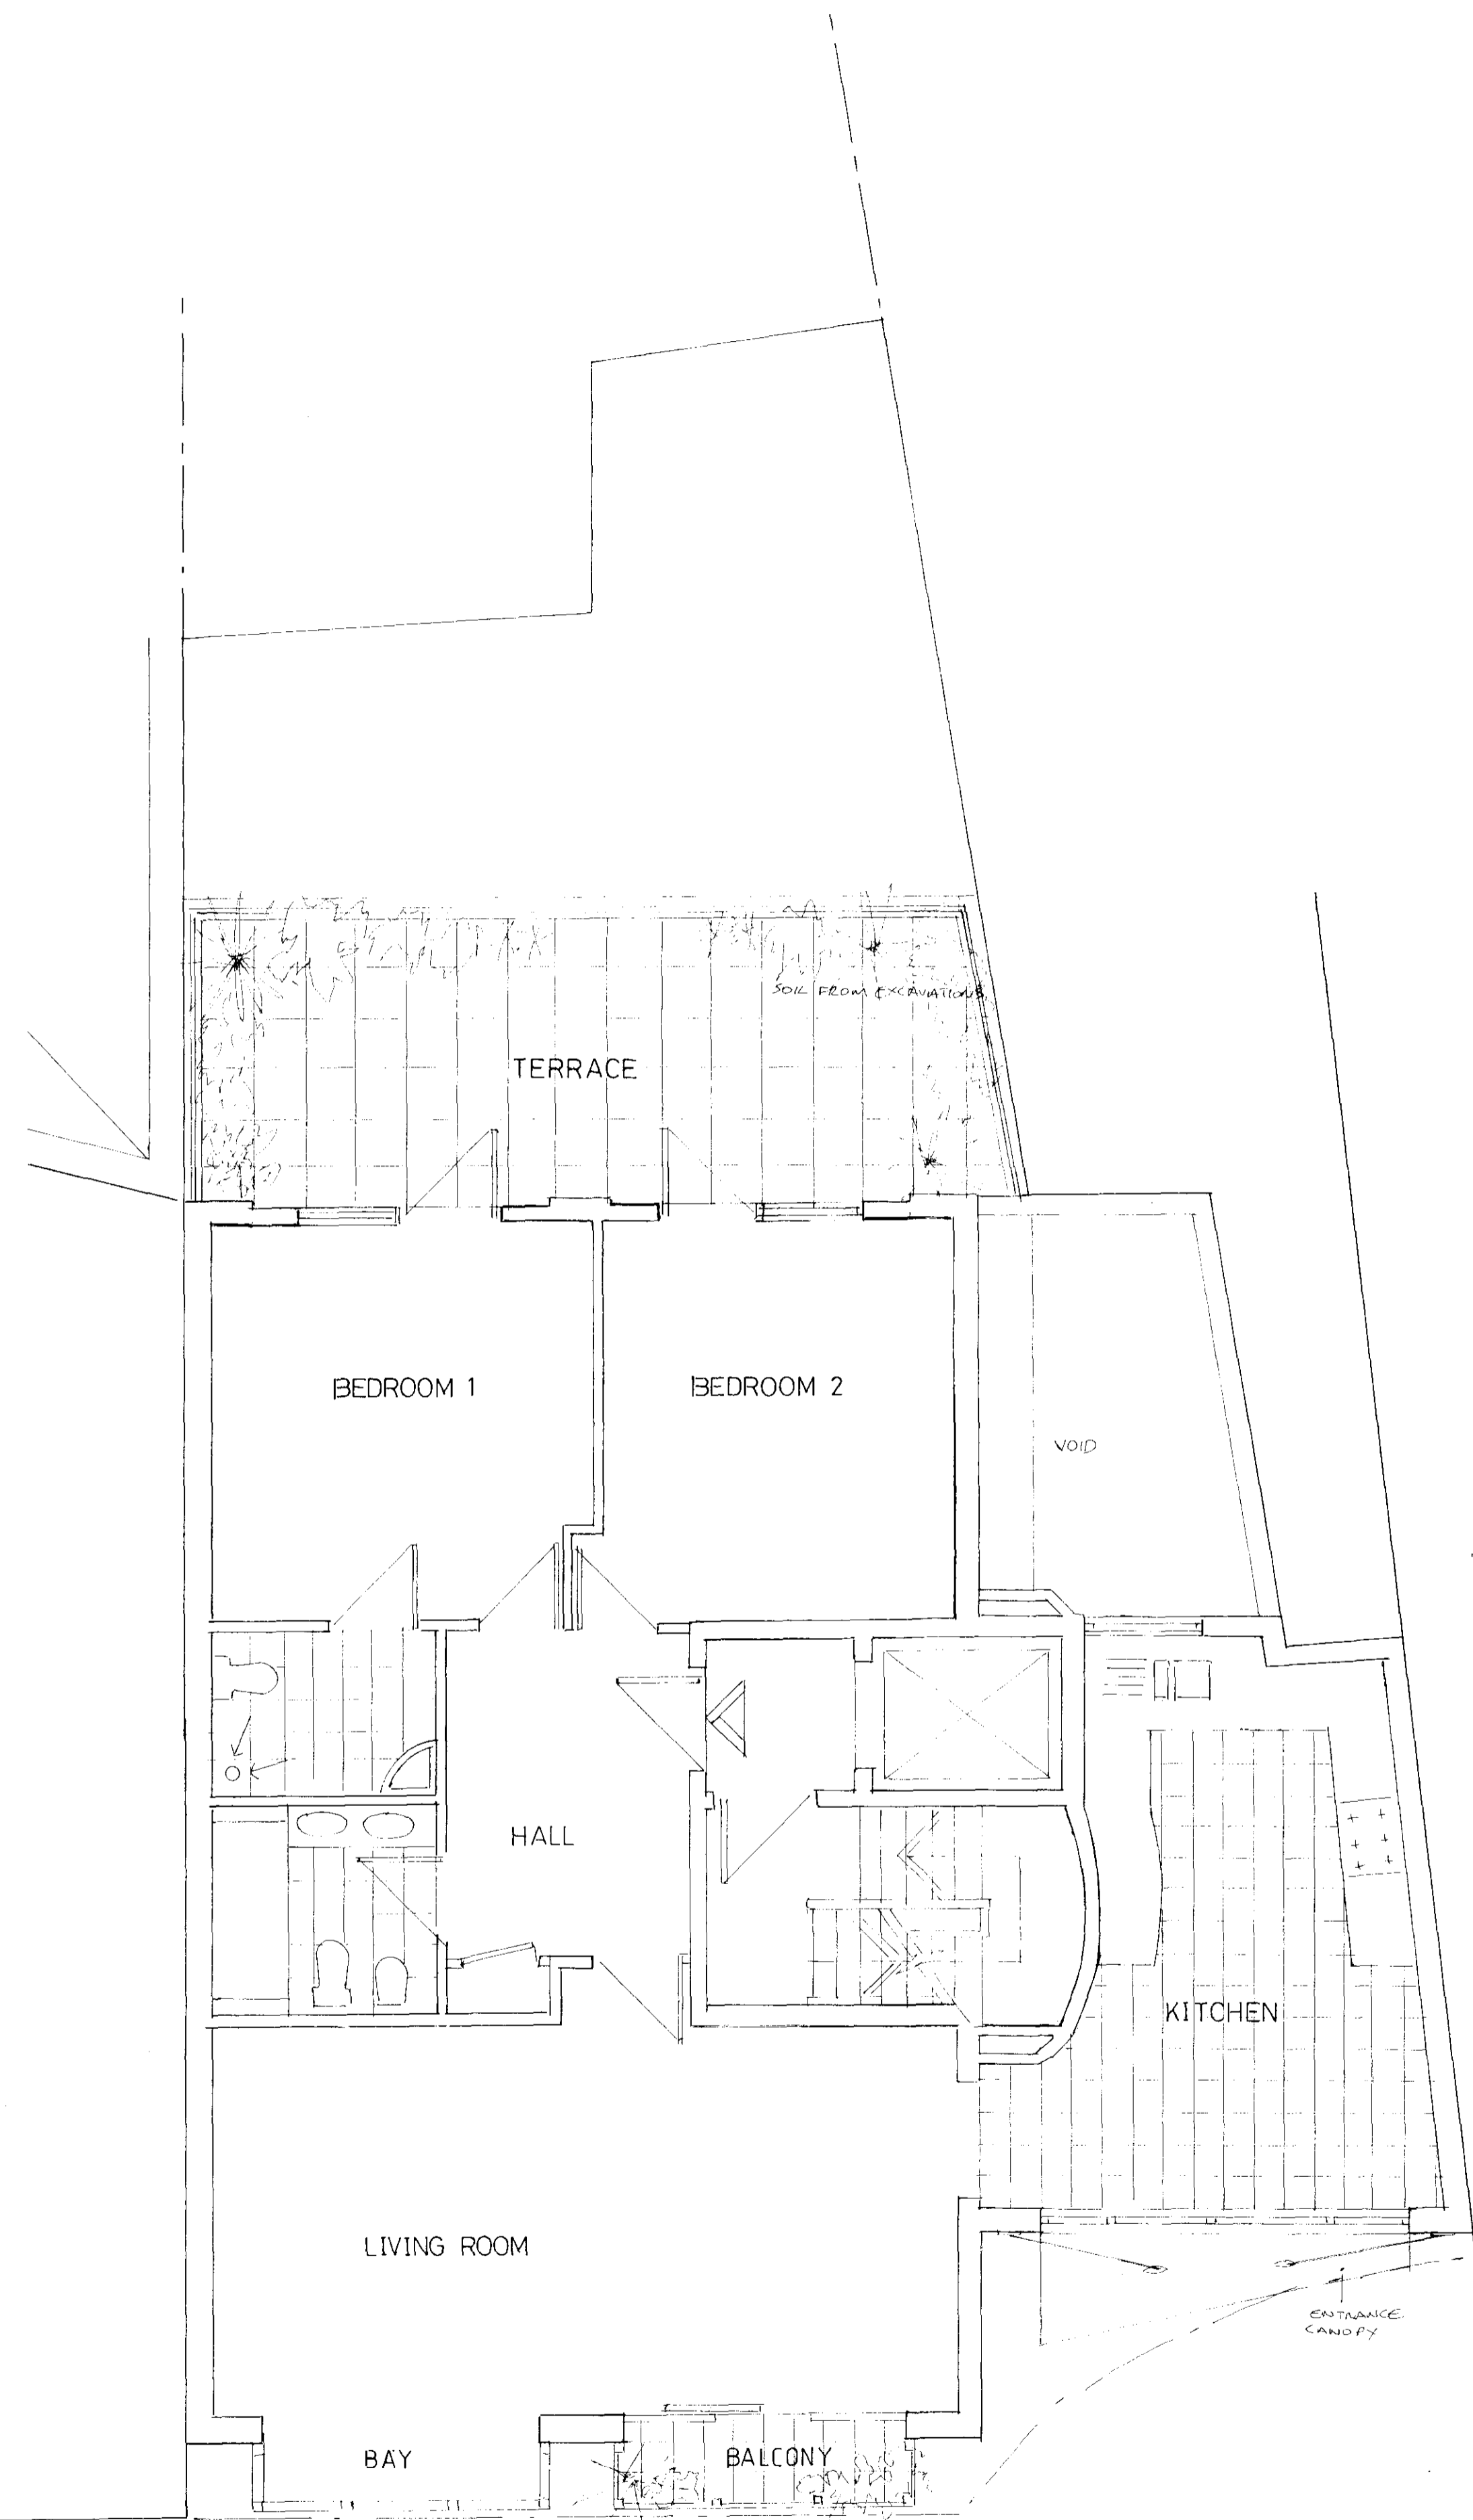 SOIL FROM EXCAVATIONS
TERRACE
BEDROOM 1
BEDROOM 2
VOID
HALL
KITCHEN
LIVING ROOM
ENTRANCE
CANOPY
BAY
BALCONY